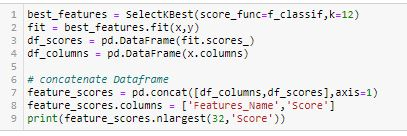 1 best_features = SelectKBest(score_func=f_classif,k=12)
2 fit = best_features.fit(x,y)
3 df_scores = pd.DataFrame(fit.scores_)
4 df_columns = pd.DataFrame(x.columns)
5
6 # concatenate Dataframe
7 feature_scores = pd.concat([df_columns,df_scores],axis=1)
8 feature_scores.columns = ['Features_Name','Score']
9 print(feature_scores.nlargest(32,'Score'))